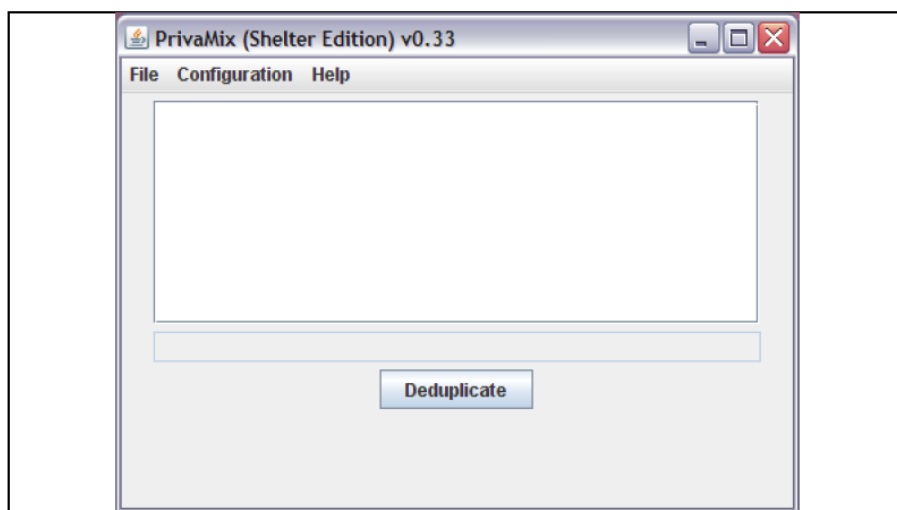 PrivaMix (Shelter Edition) v0.33
File Configuration Help
Deduplicate